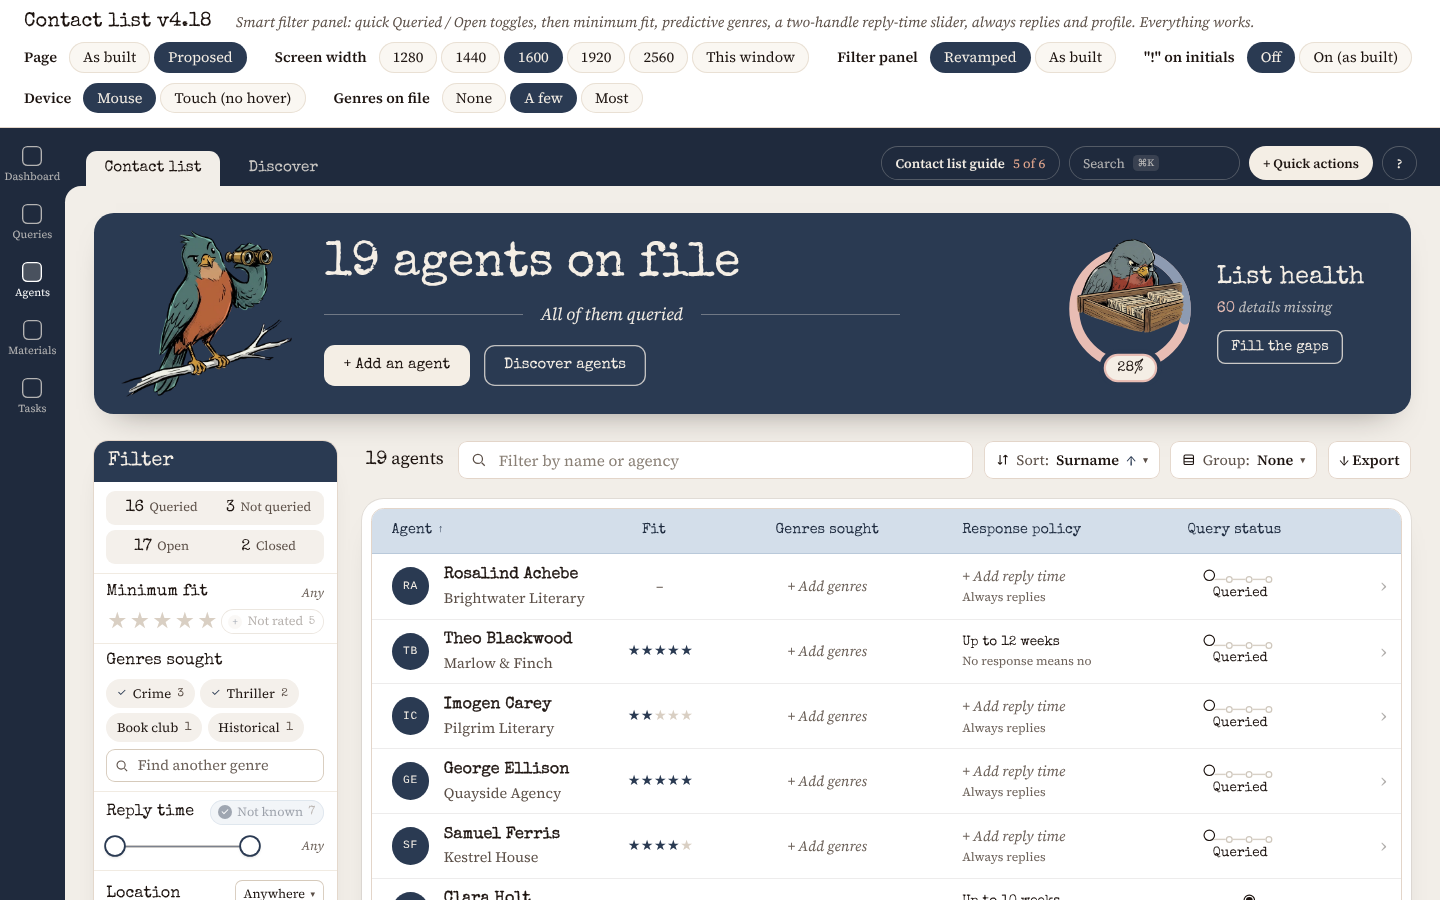 Contact list v4.18 Smart filter panel: quick Queried / Open toggles, then minimum fit, predictive genres, a two-handle reply-time slider, always replies and profile. Everything works.
Page As built Proposed Screen width 1280 1440 1600 1920 2560 This window Filter panel Revamped As built "!" on initials Off On (as built)
Device Mouse Touch (no hover) Genres on file None A few Most
Dashboard
Queries
Agents
Materials
Tasks
Contact list Discover Contact list guide 5 of 6 Search ⌘K + Quick actions ?
19 agents on file
All of them queried
+ Add an agent Discover agents
28%
List health
60 details missing
Fill the gaps
Filter
16 Queried 3 Not queried
17 Open 2 Closed
Minimum fit Any
★★★★★ + Not rated 5
Genres sought
✓ Crime 3 ✓ Thriller 2
Book club 1 Historical 1
Find another genre
Reply time Not known 7
Any
Location Anywhere ▾
19 agents Filter by name or agency Sort: Surname ↑ ▾ Group: None ▾ ↓ Export
Agent ↑ Fit Genres sought Response policy Query status
RA Rosalind Achebe – + Add genres + Add reply time
Brightwater Literary Always replies Queried ›
TB Theo Blackwood ★★★★★ + Add genres Up to 12 weeks
Marlow & Finch No response means no Queried ›
IC Imogen Carey ★★★★★ + Add genres + Add reply time
Pilgrim Literary Always replies Queried ›
GE George Ellison ★★★★★ + Add genres + Add reply time
Quayside Agency Always replies Queried ›
SF Samuel Ferris ★★★★★ + Add genres + Add reply time
Kestrel House Always replies Queried ›
Clara Holt Up to 10 weeks